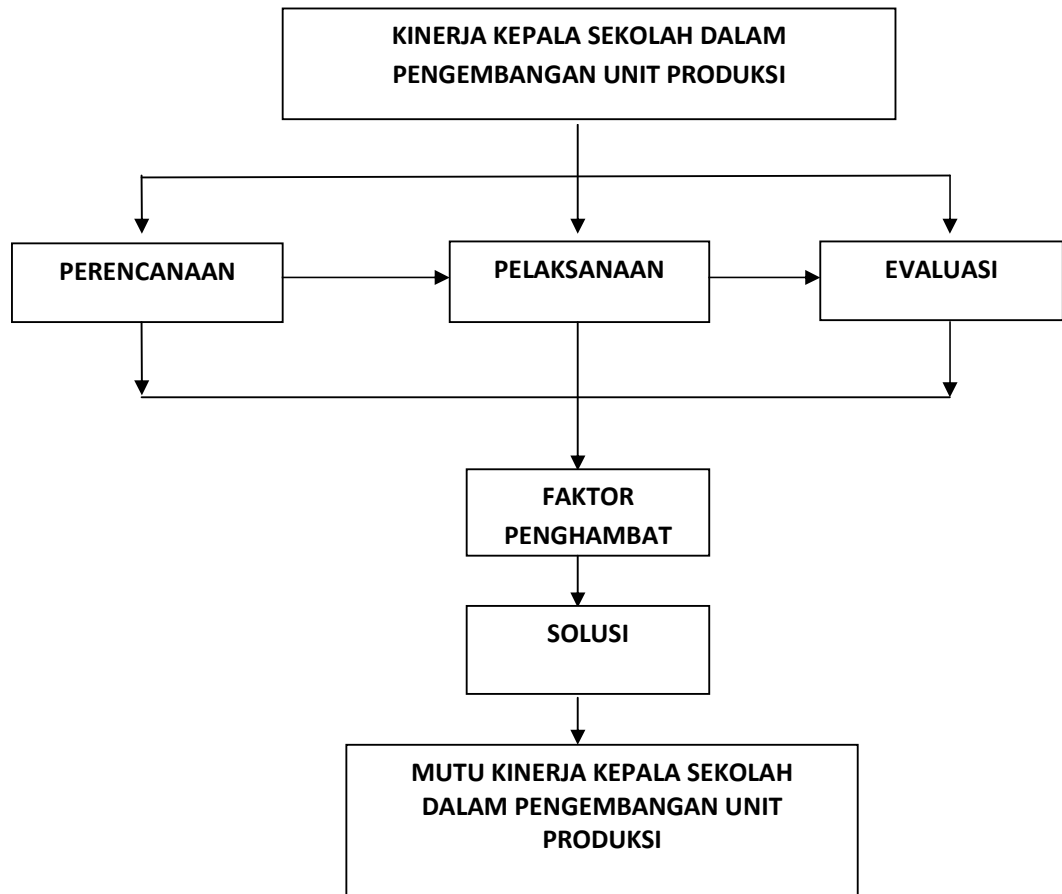 KINERJA KEPALA SEKOLAH DALAM
PENGEMBANGAN UNIT PRODUKSI
PERENCANAAN
PELAKSANAAN
EVALUASI
FAKTOR
PENGHAMBAT
SOLUSI
MUTU KINERJA KEPALA SEKOLAH
DALAM PENGEMBANGAN UNIT
PRODUKSI